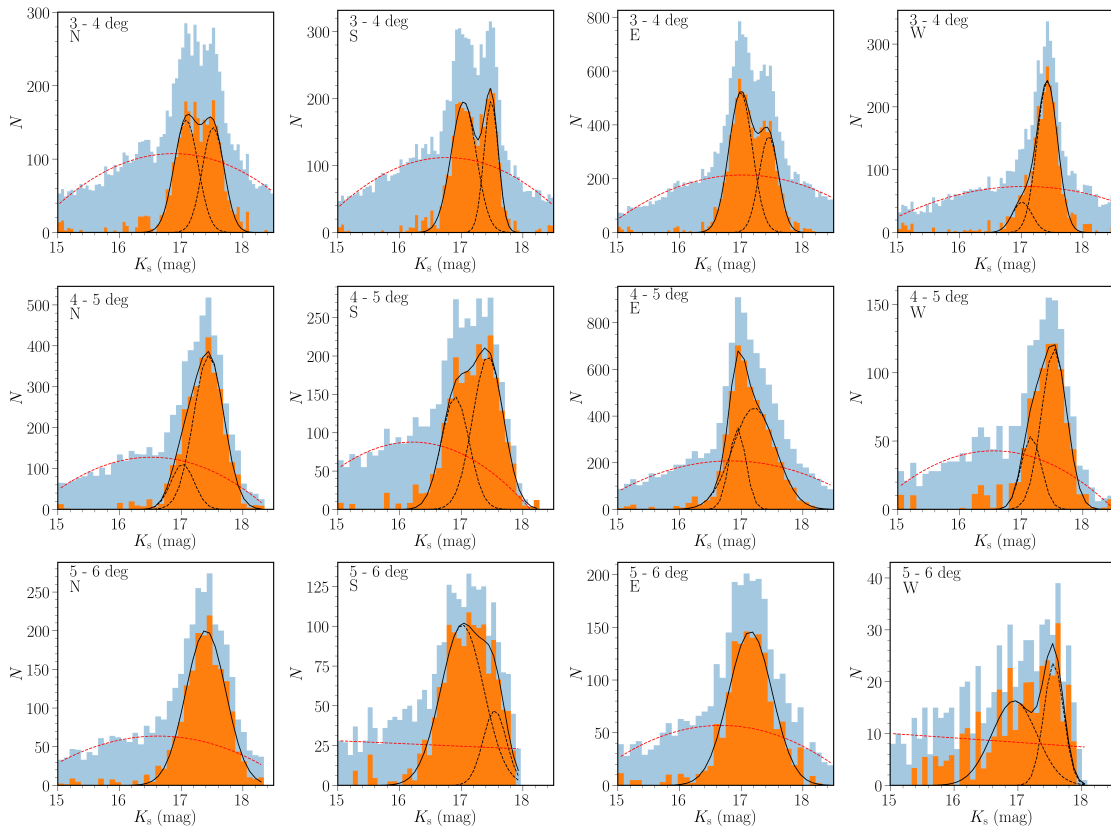 3 - 4 deg
N
300
200
100
0
N
15 16 17 18
Ks (mag)
3 - 4 deg
S
300
200
100
0
N
15 16 17 18
Ks (mag)
3 - 4 deg
E
800
600
400
200
0
N
15 16 17 18
Ks (mag)
3 - 4 deg
W
300
200
100
0
N
15 16 17 18
Ks (mag)
4 - 5 deg
N
500
400
300
200
100
0
N
15 16 17 18
Ks (mag)
4 - 5 deg
S
250
200
150
100
50
0
N
15 16 17 18
Ks (mag)
4 - 5 deg
E
800
600
400
200
0
N
15 16 17 18
Ks (mag)
4 - 5 deg
W
150
100
50
0
N
15 16 17 18
Ks (mag)
5 - 6 deg
N
250
200
150
100
50
0
N
15 16 17 18
Ks (mag)
5 - 6 deg
S
125
100
75
50
25
0
N
15 16 17 18
Ks (mag)
5 - 6 deg
E
200
150
100
50
0
N
15 16 17 18
Ks (mag)
5 - 6 deg
W
40
30
20
10
0
N
15 16 17 18
Ks (mag)